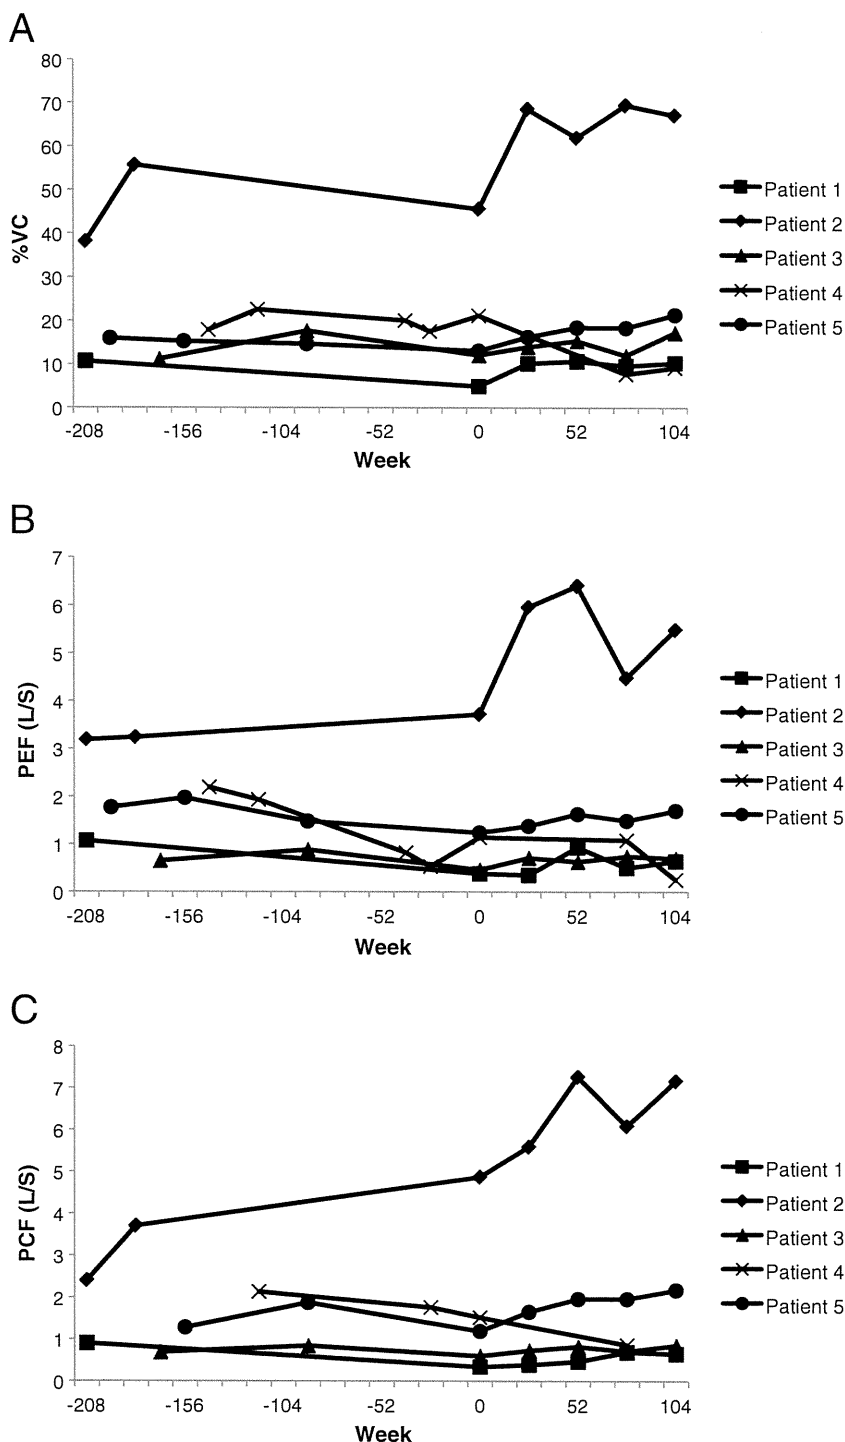 A
80
70
60
50
40
30
20
10
0
%VC
-208 -156 -104 -52 0 52 104
Week
Patient 1
Patient 2
Patient 3
Patient 4
Patient 5
B
7
6
5
4
3
2
1
0
PEF (L/S)
-208 -156 -104 -52 0 52 104
Week
Patient 1
Patient 2
Patient 3
Patient 4
Patient 5
C
8
7
6
5
4
3
2
1
0
PCF (L/S)
-208 -156 -104 -52 0 52 104
Week
Patient 1
Patient 2
Patient 3
Patient 4
Patient 5